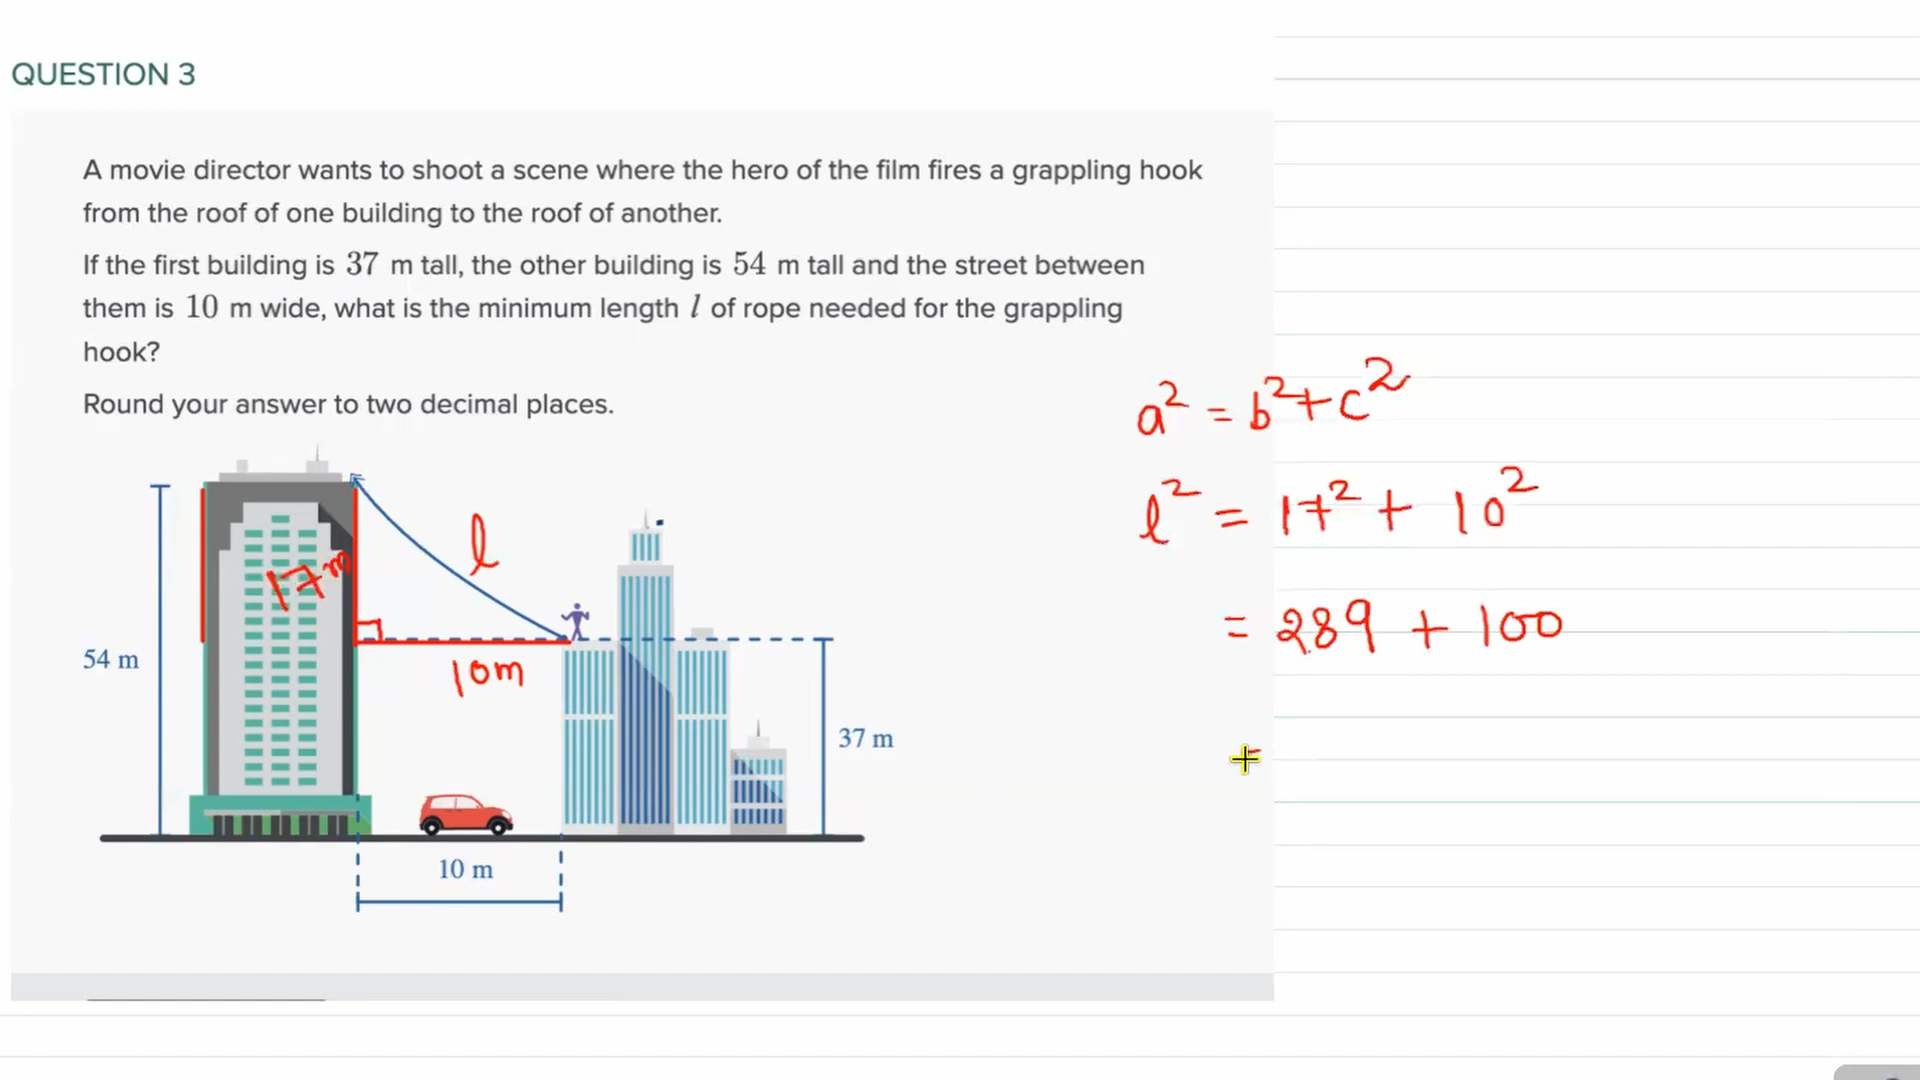 QUESTION 3
A movie director wants to shoot a scene where the hero of the film fires a grappling hook
from the roof of one building to the roof of another.
If the first building is 37 m tall, the other building is 54 m tall and the street between
them is 10 m wide, what is the minimum length l of rope needed for the grappling
hook?
Round your answer to two decimal places.
a² = b² + c²
l² = 17² + 10²
= 289 + 100
=
l
17m
10m
54 m
37 m
10 m